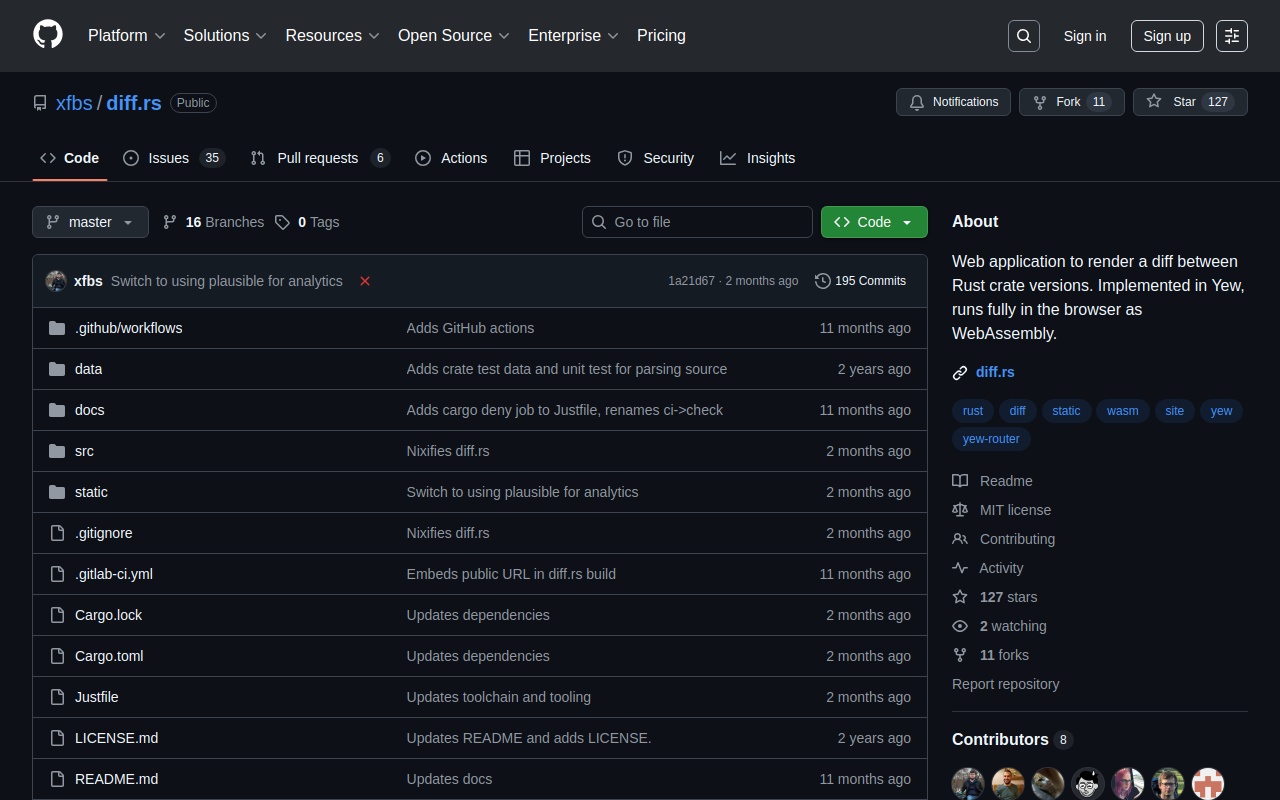 Platform Solutions Resources Open Source Enterprise Pricing Sign in Sign up
xfbs / diff.rs Public Notifications Fork 11 Star 127
Code Issues 35 Pull requests 6 Actions Projects Security Insights
master 16 Branches 0 Tags Go to file Code
xfbs Switch to using plausible for analytics 1a21d67 · 2 months ago 195 Commits
.github/workflows Adds GitHub actions 11 months ago
data Adds crate test data and unit test for parsing source 2 years ago
docs Adds cargo deny job to Justfile, renames ci->check 11 months ago
src Nixifies diff.rs 2 months ago
static Switch to using plausible for analytics 2 months ago
.gitignore Nixifies diff.rs 2 months ago
.gitlab-ci.yml Embeds public URL in diff.rs build 11 months ago
Cargo.lock Updates dependencies 2 months ago
Cargo.toml Updates dependencies 2 months ago
Justfile Updates toolchain and tooling 2 months ago
LICENSE.md Updates README and adds LICENSE. 2 years ago
README.md Updates docs 11 months ago
About
Web application to render a diff between
Rust crate versions. Implemented in Yew,
runs fully in the browser as
WebAssembly.
diff.rs
rust diff static wasm site yew
yew-router
Readme
MIT license
Contributing
Activity
127 stars
2 watching
11 forks
Report repository
Contributors 8